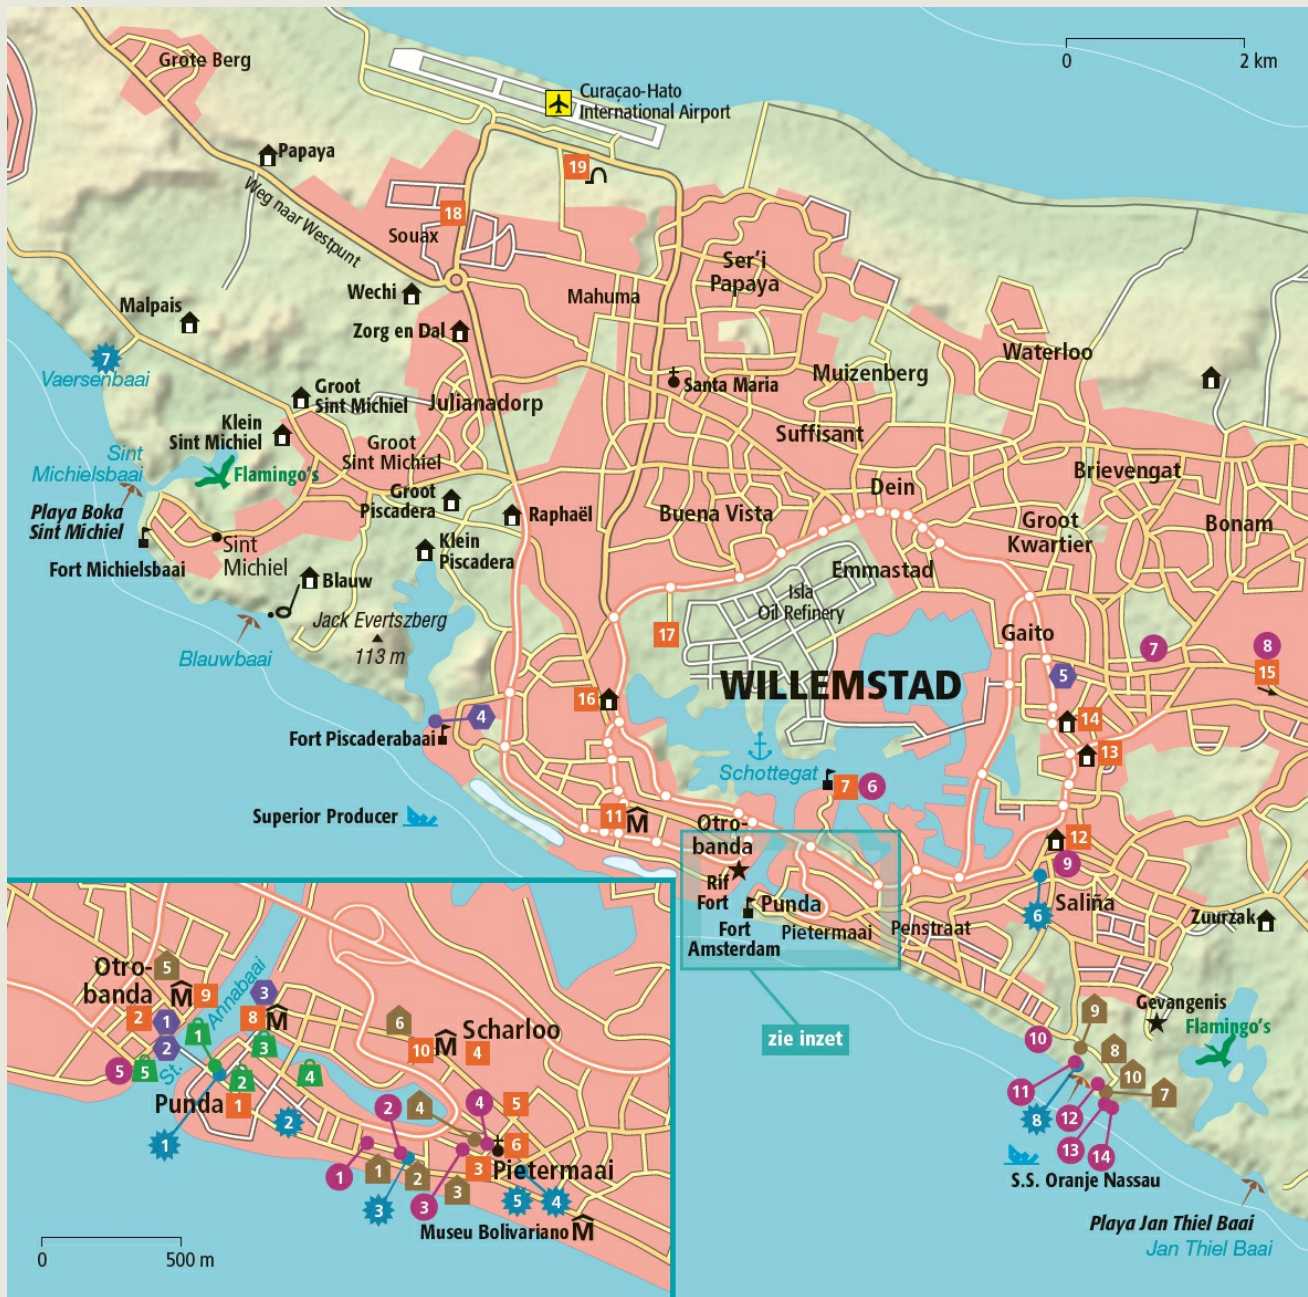 Grote Berg
Curaçao-Hato
International Airport
0
2 km
Papaya
Weg naar Westpunt
19
18
Souax
Ser'i
Papaya
Wechi
Mahuma
Malpais
Zorg en Dal
Waterloo
7
Vaersenbaai
Santa Maria
Muizenberg
Groot
Sint Michiel
Julianadorp
Klein
Sint Michiel
Suffisant
Groot
Sint Michiel
Sint
Michielsbaai
Flamingo's
Brievengat
Dein
Groot
Piscadera
Raphaël
Buena Vista
Groot
Kwartier
Bonam
Playa Boka
Sint Michiel
Sint
Michiel
Klein
Piscadera
Fort Michielsbaai
Emmastad
Blauw
Isla
Oil Refinery
Jack Evertszberg
113 m
17
Gaito
Blauwbaai
7
8
15
WILLEMSTAD
5
16
4
14
Fort Piscaderabaai
13
Schottegat
7
6
Superior Producer
11
Otro-
banda
12
9
Rif
Fort
Punda
Saliña
6
Fort
Amsterdam
Pietermaai
Penstraat
Zuurzak
zie inzet
Gevangenis
Flamingo's
9
10
8
11
10
7
8
12
13
14
S.S. Oranje Nassau
Playa Jan Thiel Baai
Jan Thiel Baai
Otro-
banda
5
9
3
St.
Annabaai
2
1
8
6
Scharloo
1
2
3
10
4
5
5
2
4
Punda
1
2
4
4
5
2
1
6
Pietermaai
1
1
2
3
3
3
3
5
4
Museu Bolivariano
0
500 m